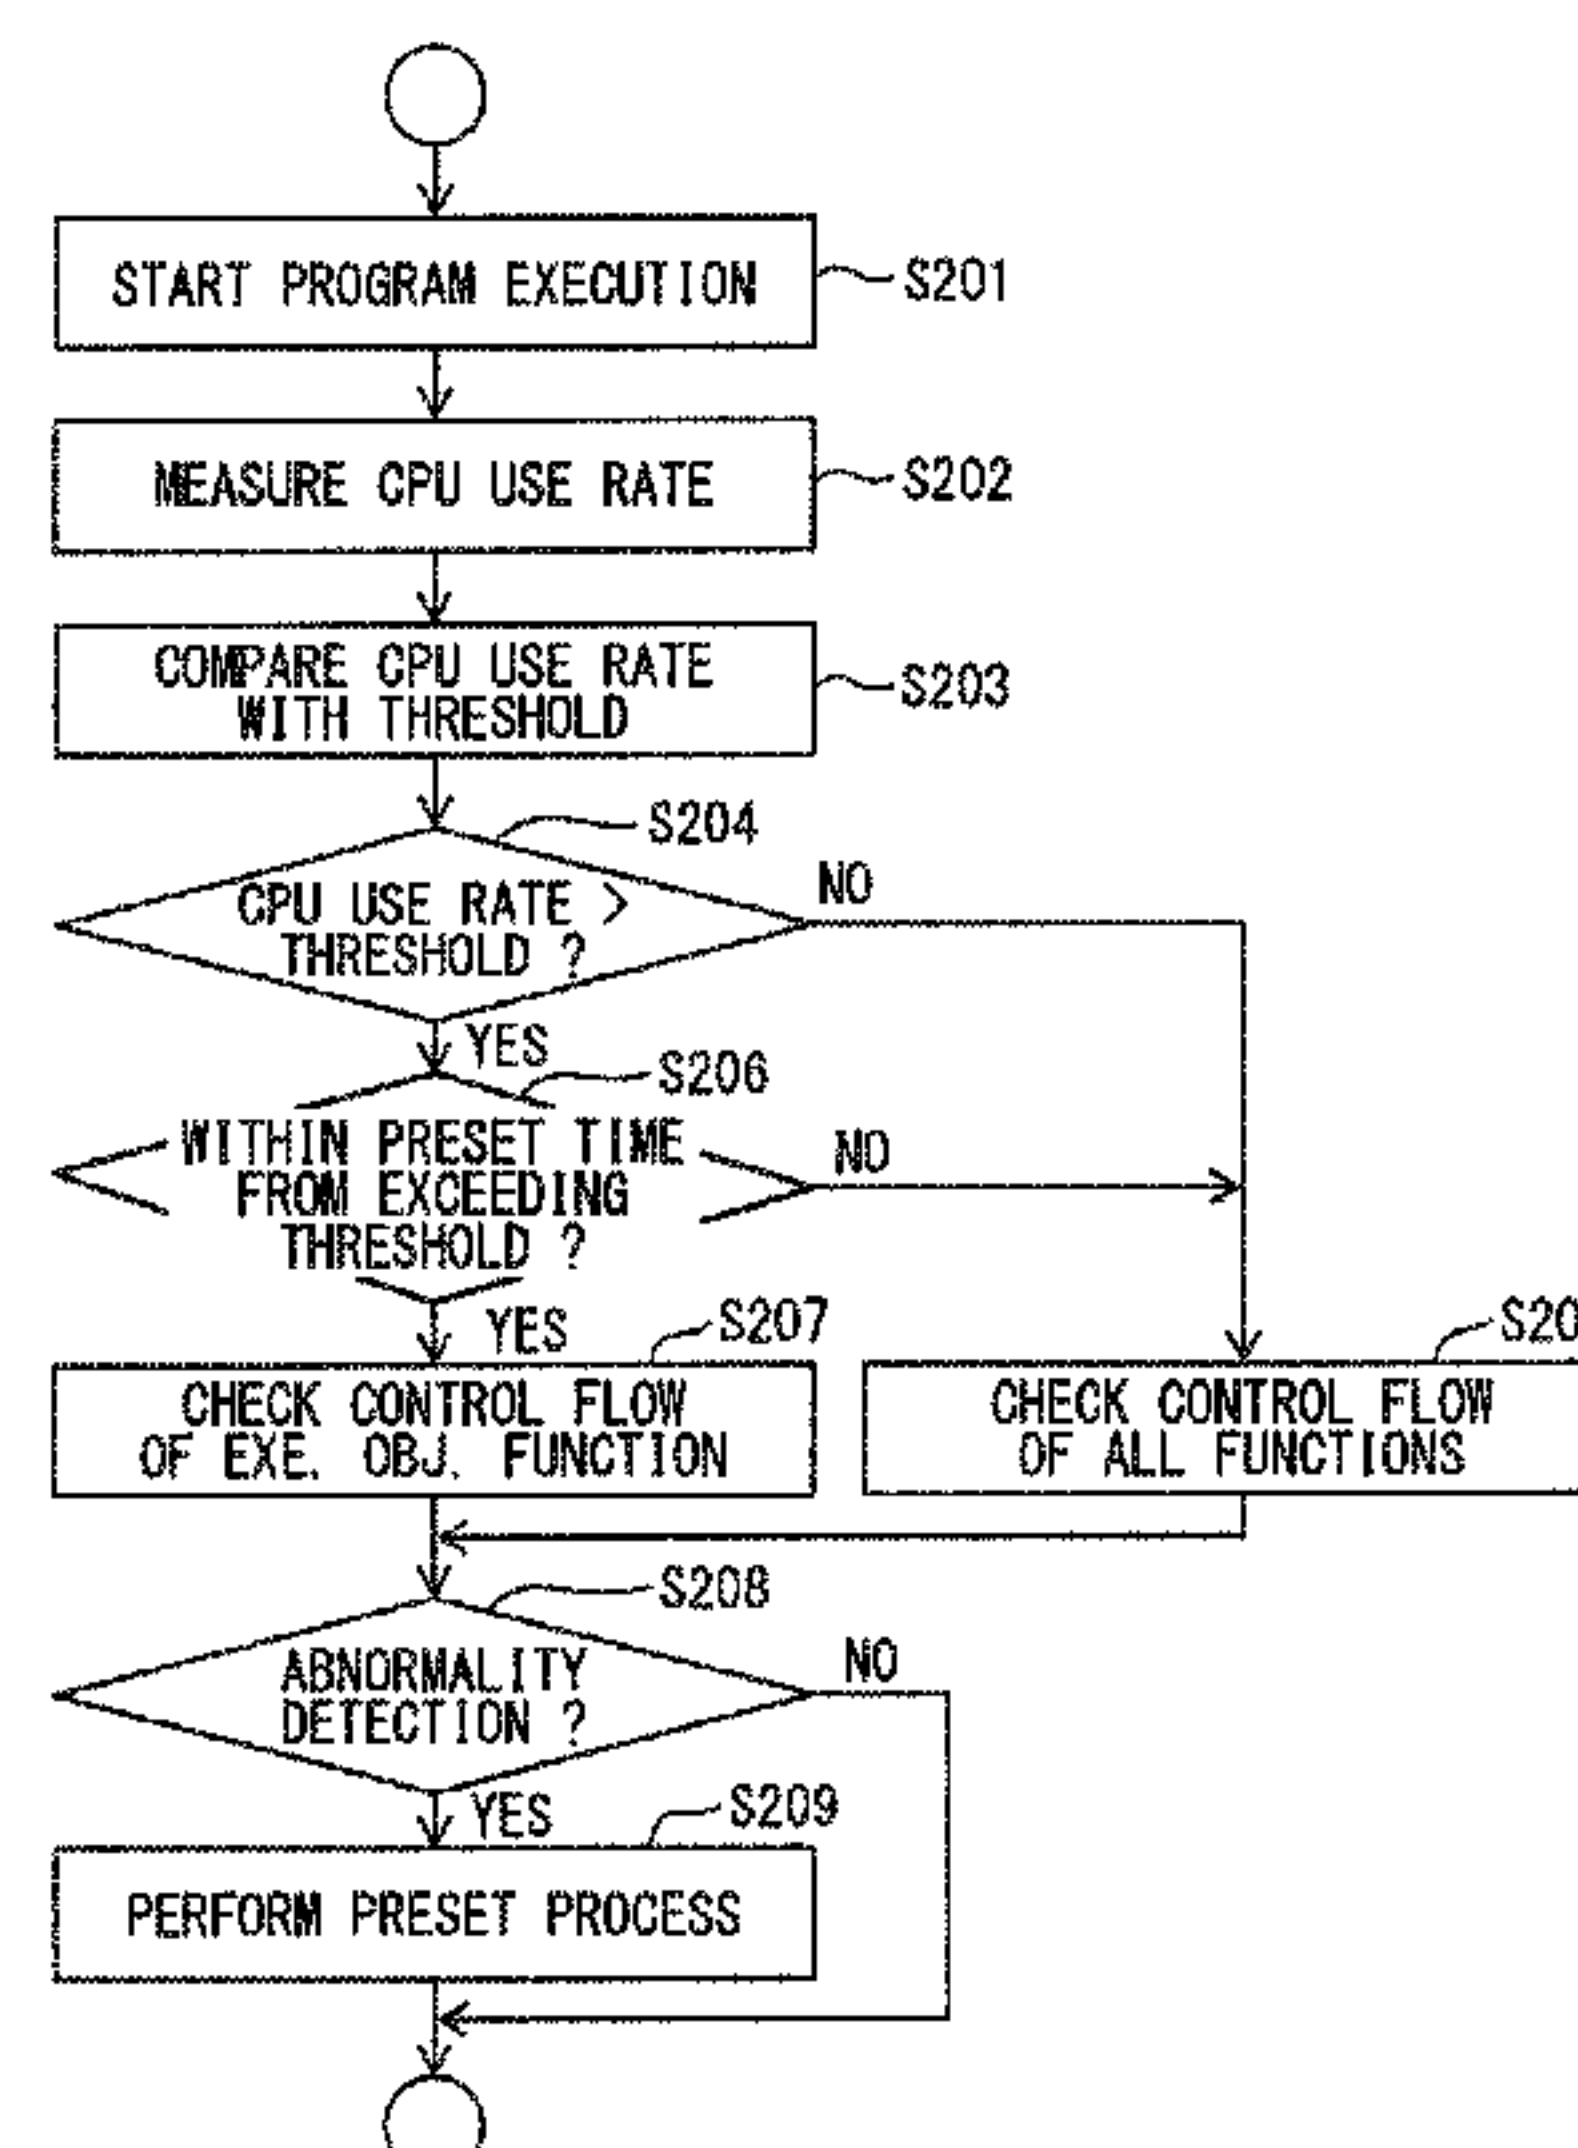 START PROGRAM EXECUTION
S201
MEASURE CPU USE RATE
S202
COMPARE CPU USE RATE
WITH THRESHOLD
S203
S204
CPU USE RATE >
THRESHOLD ?
NO
YES
S206
WITHIN PRESET TIME
FROM EXCEEDING
THRESHOLD ?
NO
YES
S207
CHECK CONTROL FLOW
OF EXE. OBJ. FUNCTION
CHECK CONTROL FLOW
OF ALL FUNCTIONS
S208
ABNORMALITY
DETECTION ?
NO
YES
S209
PERFORM PRESET PROCESS